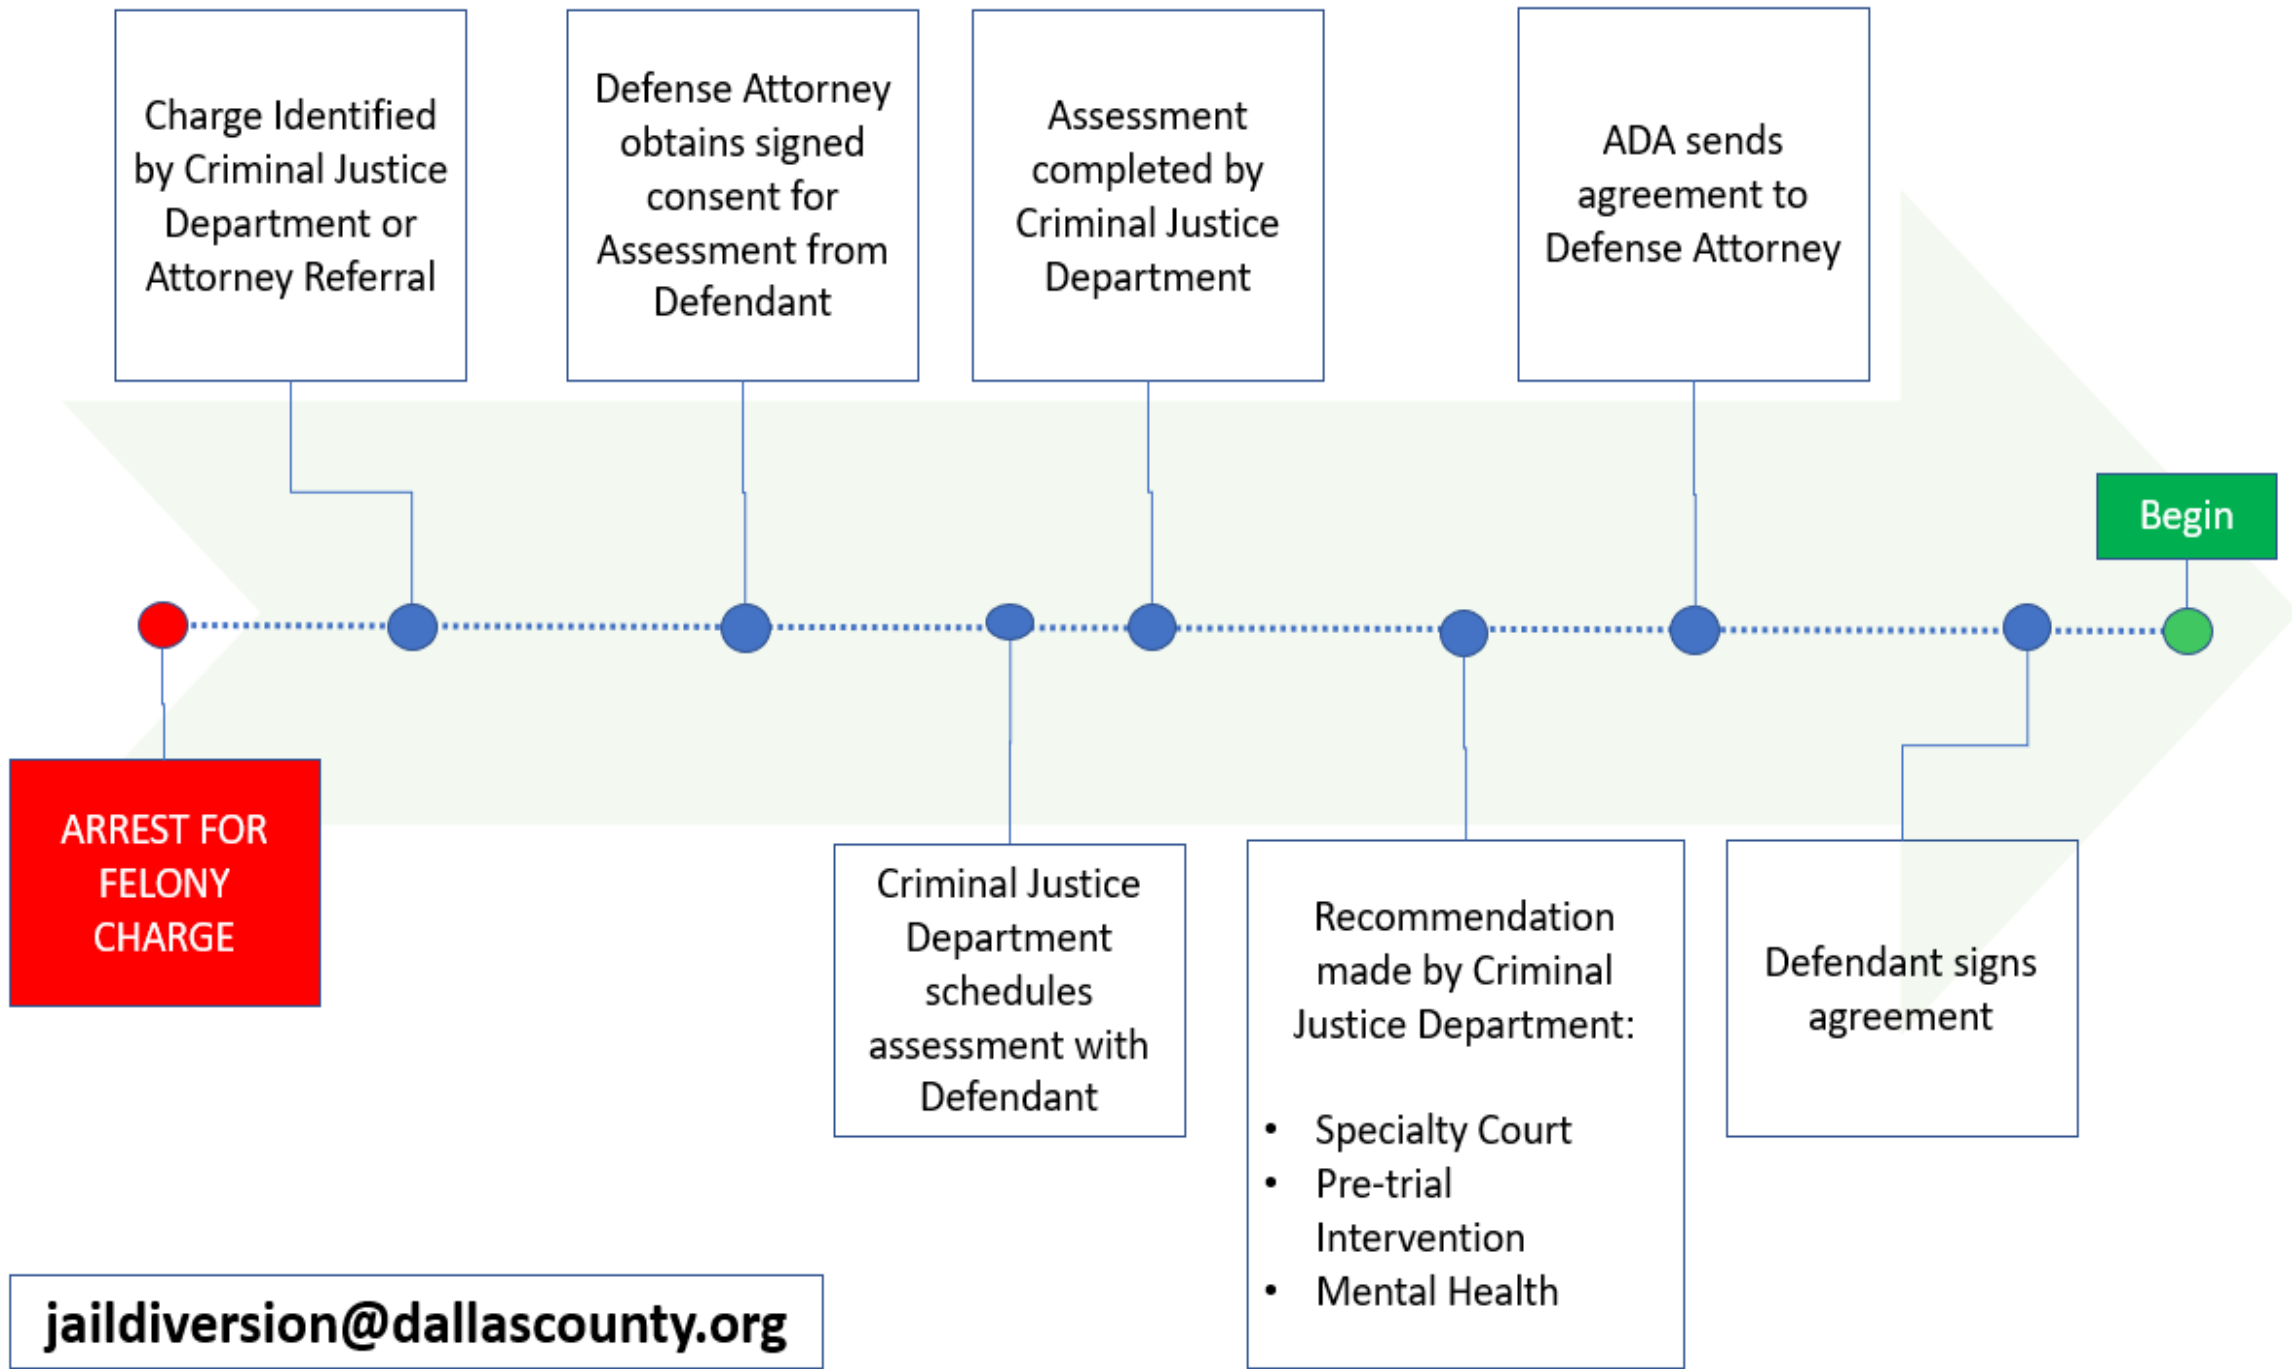 Charge Identified
by Criminal Justice
Department or
Attorney Referral
Defense Attorney
obtains signed
consent for
Assessment from
Defendant
Assessment
completed by
Criminal Justice
Department
ADA sends
agreement to
Defense Attorney
Begin
ARREST FOR
FELONY
CHARGE
Criminal Justice
Department
schedules
assessment with
Defendant
Recommendation
made by Criminal
Justice Department:
• Specialty Court
• Pre-trial
Intervention
• Mental Health
Defendant signs
agreement
jaildiversion@dallascounty.org